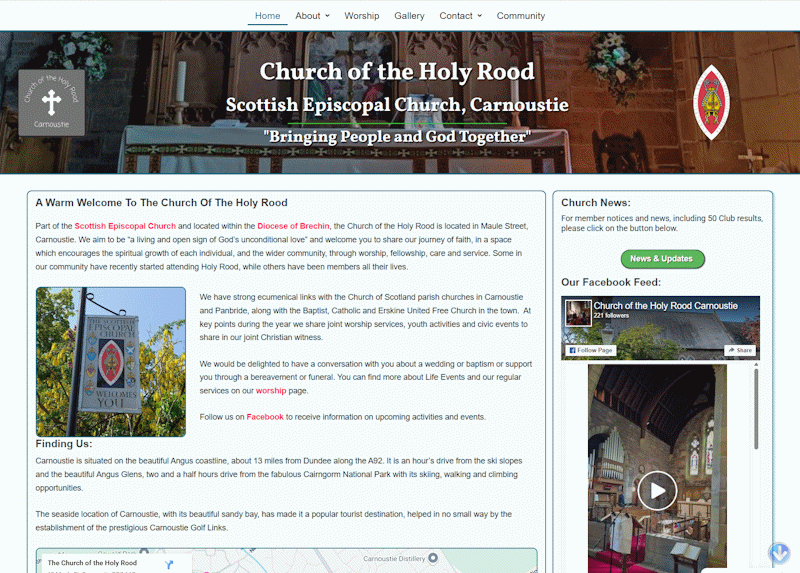 Home About Worship Gallery Contact Community
Church of the Holy Rood
Carnoustie
Church of the Holy Rood
Scottish Episcopal Church, Carnoustie
"Bringing People and God Together"
A Warm Welcome To The Church Of The Holy Rood
Part of the Scottish Episcopal Church and located within the Diocese of Brechin, the Church of the Holy Rood is located in Maule Street,
Carnoustie. We aim to be “a living and open sign of God’s unconditional love” and welcome you to share our journey of faith, in a space
which encourages the spiritual growth of each individual, and the wider community, through worship, fellowship, care and service. Some in
our community have recently started attending Holy Rood, while others have been members all their lives.
SCOTTISH
EPISCOPAL
CHURCH
WELCOMES
YOU
We have strong ecumenical links with the Church of Scotland parish churches in Carnoustie
and Panbride, along with the Baptist, Catholic and Erskine United Free Church in the town. At
key points during the year we share joint worship services, youth activities and civic events to
share in our joint Christian witness.
We would be delighted to have a conversation with you about a wedding or baptism or support
you through a bereavement or funeral. You can find more about Life Events and our regular
services on our worship page.
Follow us on Facebook to receive information on upcoming activities and events.
Finding Us:
Carnoustie is situated on the beautiful Angus coastline, about 13 miles from Dundee along the A92. It is an hour’s drive from the ski slopes
and the beautiful Angus Glens, two and a half hours drive from the fabulous Cairngorm National Park with its skiing, walking and climbing
opportunities.
The seaside location of Carnoustie, with its beautiful sandy bay, has made it a popular tourist destination, helped in no small way by the
establishment of the prestigious Carnoustie Golf Links.
The Church of the Holy Rood
Carnoustie Distillery
Church News:
For member notices and news, including 50 Club results,
please click on the button below.
News & Updates
Our Facebook Feed:
Church of the Holy Rood Carnoustie
221 followers
Follow Page
Share